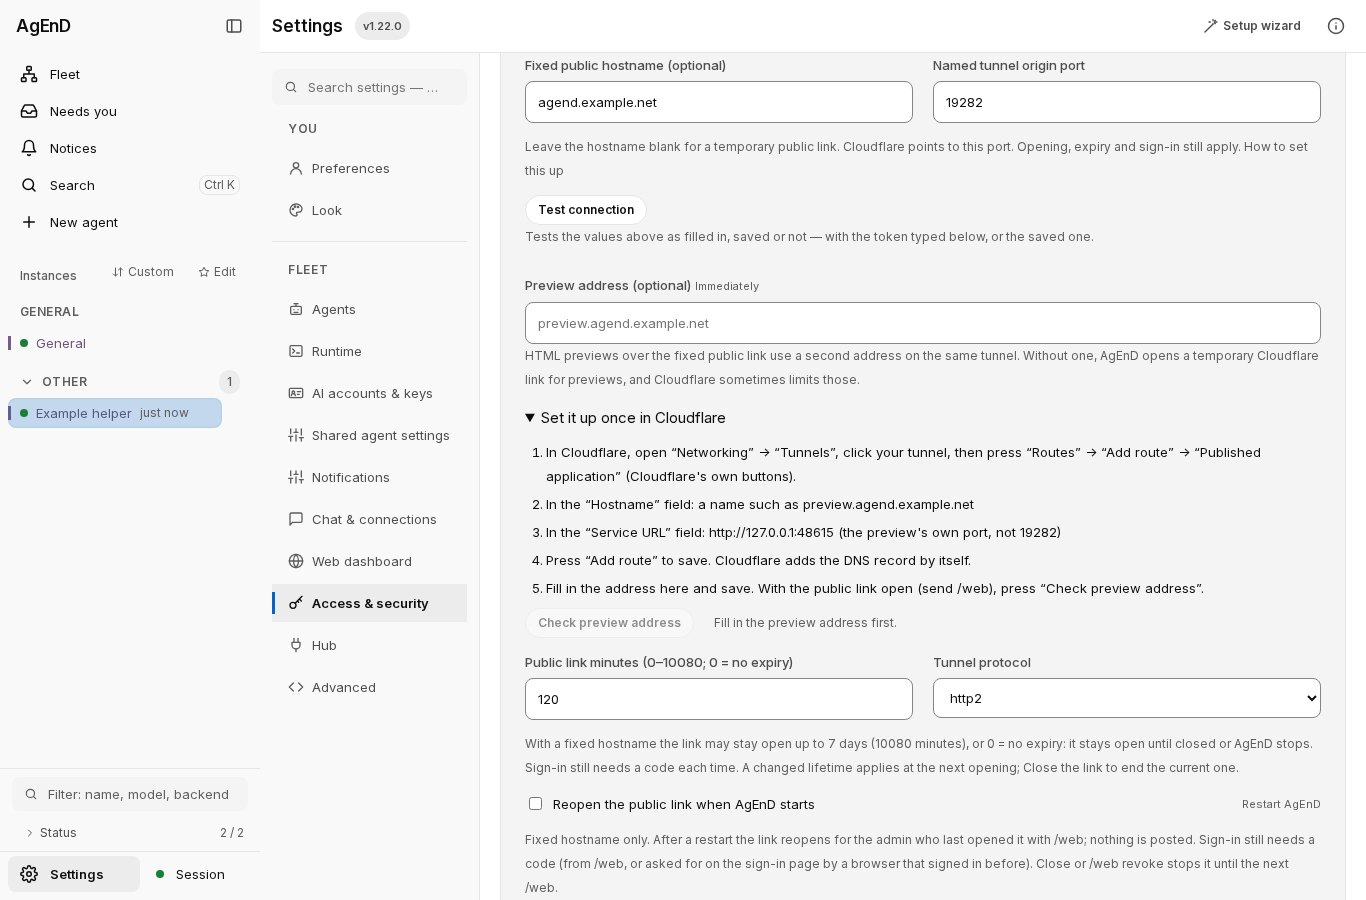 AgEnD
Fleet
Needs you
Notices
Search
Ctrl K
New agent
Instances
Custom
Edit
GENERAL
General
OTHER
1
Example helper just now
Filter: name, model, backend
Status
2 / 2
Settings
Session
Settings
v1.22.0
Setup wizard
Search settings — …
YOU
Preferences
Look
FLEET
Agents
Runtime
AI accounts & keys
Shared agent settings
Notifications
Chat & connections
Web dashboard
Access & security
Hub
Advanced
Fixed public hostname (optional)
Named tunnel origin port
agend.example.net
19282
Leave the hostname blank for a temporary public link. Cloudflare points to this port. Opening, expiry and sign-in still apply. How to set
this up
Test connection
Tests the values above as filled in, saved or not — with the token typed below, or the saved one.
Preview address (optional) Immediately
preview.agend.example.net
HTML previews over the fixed public link use a second address on the same tunnel. Without one, AgEnD opens a temporary Cloudflare
link for previews, and Cloudflare sometimes limits those.
▼ Set it up once in Cloudflare
1. In Cloudflare, open “Networking” → “Tunnels”, click your tunnel, then press “Routes” → “Add route” → “Published
application” (Cloudflare's own buttons).
2. In the “Hostname” field: a name such as preview.agend.example.net
3. In the “Service URL” field: http://127.0.0.1:48615 (the preview's own port, not 19282)
4. Press “Add route” to save. Cloudflare adds the DNS record by itself.
5. Fill in the address here and save. With the public link open (send /web), press “Check preview address”.
Check preview address
Fill in the preview address first.
Public link minutes (0–10080; 0 = no expiry)
Tunnel protocol
120
http2
With a fixed hostname the link may stay open up to 7 days (10080 minutes), or 0 = no expiry: it stays open until closed or AgEnD stops.
Sign-in still needs a code each time. A changed lifetime applies at the next opening; Close the link to end the current one.
Reopen the public link when AgEnD starts
Restart AgEnD
Fixed hostname only. After a restart the link reopens for the admin who last opened it with /web; nothing is posted. Sign-in still needs a
code (from /web, or asked for on the sign-in page by a browser that signed in before). Close or /web revoke stops it until the next
/web.